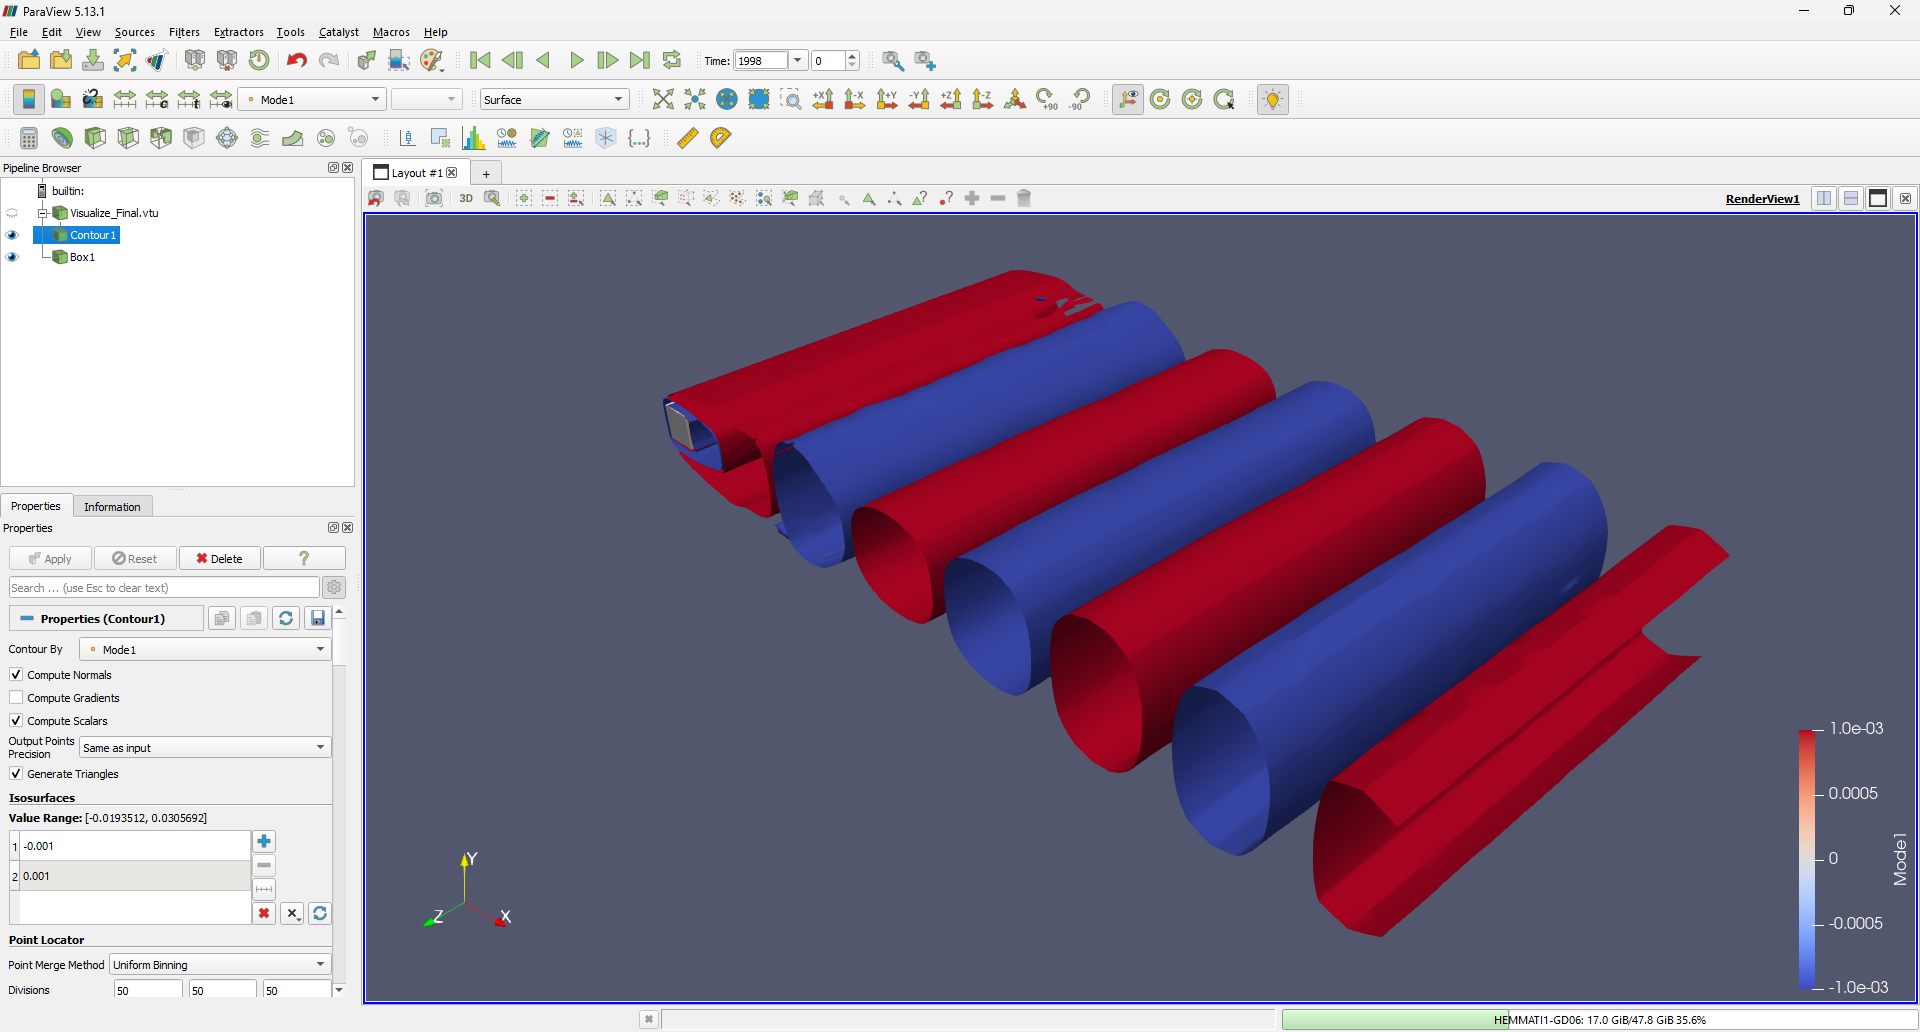 ParaView 5.13.1
File Edit View Sources Filters Extractors Tools Catalyst Macros Help
Time: 1998 0
Mode1 Surface +X -X +Y -Y +Z -Z +90 -90
Pipeline Browser
Layout #1 +
builtin:
3D RenderView1
Visualize_Final.vtu
Contour1
Box1
Properties Information
Properties
Apply Reset Delete ?
Search ... (use Esc to clear text)
Properties (Contour1)
Contour By Mode1
Compute Normals
Compute Gradients
Compute Scalars
Output Points
Precision
Same as input
Generate Triangles
Isosurfaces
Value Range: [-0.0193512, 0.0305692]
1 -0.001
2 0.001
Point Locator
Point Merge Method Uniform Binning
Divisions 50 50 50
Y
Z
X
1.0e-03
0.0005
0
-0.0005
-1.0e-03
Mode1
HEMMATI1-GD06: 17.0 GiB/47.8 GiB 35.6%